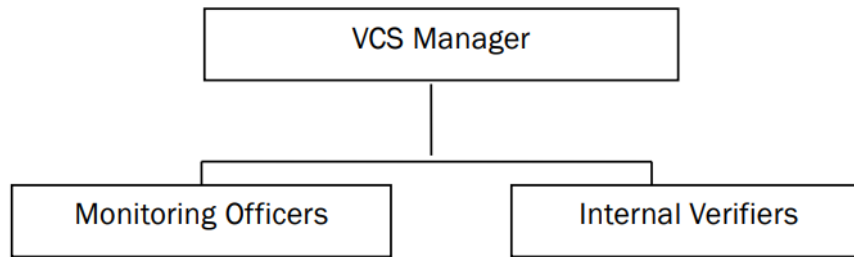 VCS Manager
Monitoring Officers
Internal Verifiers